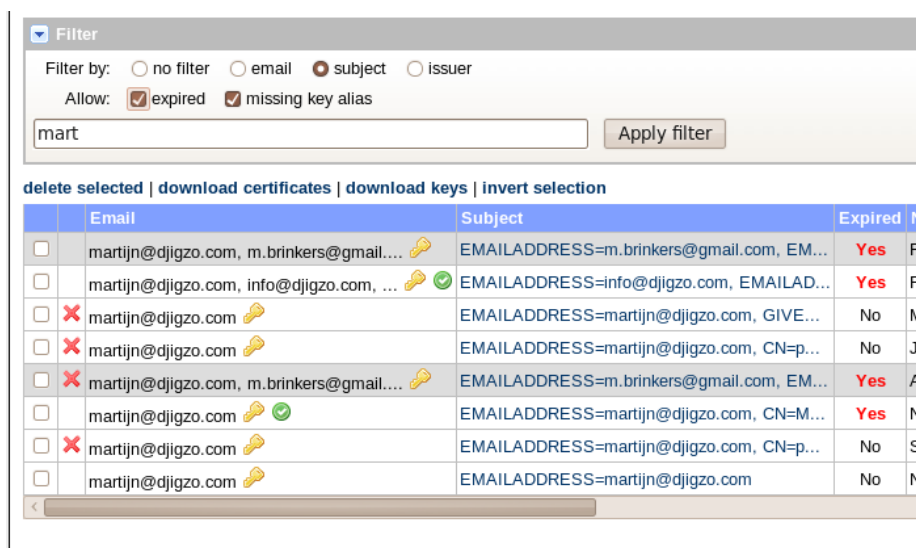 Filter
Filter by: no filter email subject issuer
Allow: expired missing key alias
mart Apply filter
delete selected | download certificates | download keys | invert selection
Email Subject Expired N
martijn@djigzo.com, m.brinkers@gmail.... EMAILADDRESS=m.brinkers@gmail.com, EM... Yes F
martijn@djigzo.com, info@djigzo.com, ... EMAILADDRESS=info@djigzo.com, EMAILAD... Yes F
martijn@djigzo.com EMAILADDRESS=martijn@djigzo.com, GIVE... No M
martijn@djigzo.com EMAILADDRESS=martijn@djigzo.com, CN=p... No J
martijn@djigzo.com, m.brinkers@gmail.... EMAILADDRESS=m.brinkers@gmail.com, EM... Yes A
martijn@djigzo.com EMAILADDRESS=martijn@djigzo.com, CN=M... Yes N
martijn@djigzo.com EMAILADDRESS=martijn@djigzo.com, CN=p... No S
martijn@djigzo.com EMAILADDRESS=martijn@djigzo.com No N